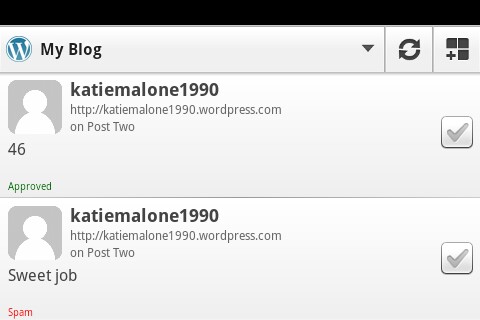 My Blog
katiemalone1990
http://katiemalone1990.wordpress.com
on Post Two
46
Approved
katiemalone1990
http://katiemalone1990.wordpress.com
on Post Two
Sweet job
Spam